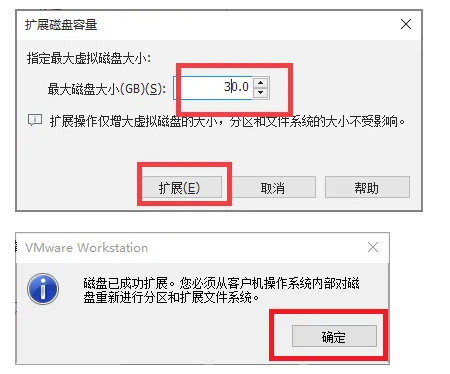 扩展磁盘容量
指定最大虚拟磁盘大小:
最大磁盘大小(GB)(S): 30.0
扩展操作仅增大虚拟磁盘的大小，分区和文件系统的大小不受影响。
扩展(E) 取消 帮助
VMware Workstation
磁盘已成功扩展。您必须从客户机操作系统内部对磁
盘重新进行分区和扩展文件系统。
确定